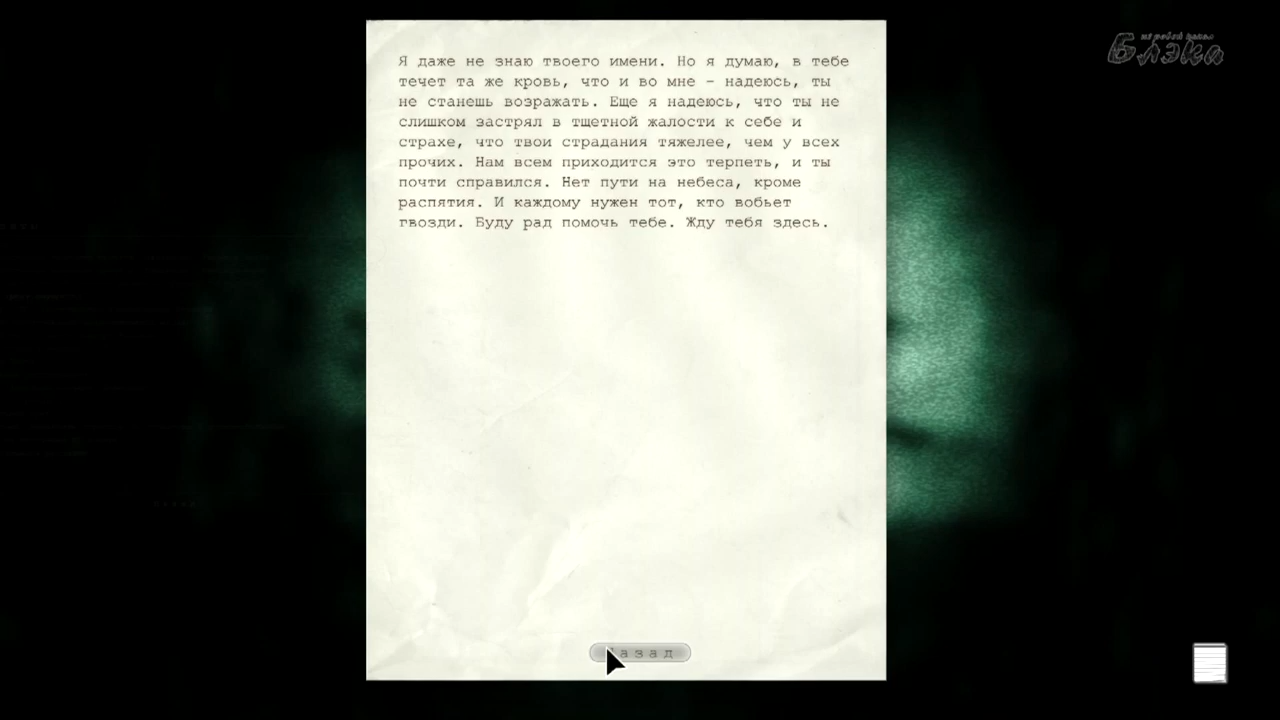 Блэка
Я даже не знаю твоего имени. Но я думаю, в тебе
течет та же кровь, что и во мне – надеюсь, ты
не станешь возражать. Еще я надеюсь, что ты не
слишком застрял в тщетной жалости к себе и
страхе, что твои страдания тяжелее, чем у всех
прочих. Нам всем приходится это терпеть, и ты
почти справился. Нет пути на небеса, кроме
распятия. И каждому нужен тот, кто вобьет
гвозди. Буду рад помочь тебе. Жду тебя здесь.
Назад